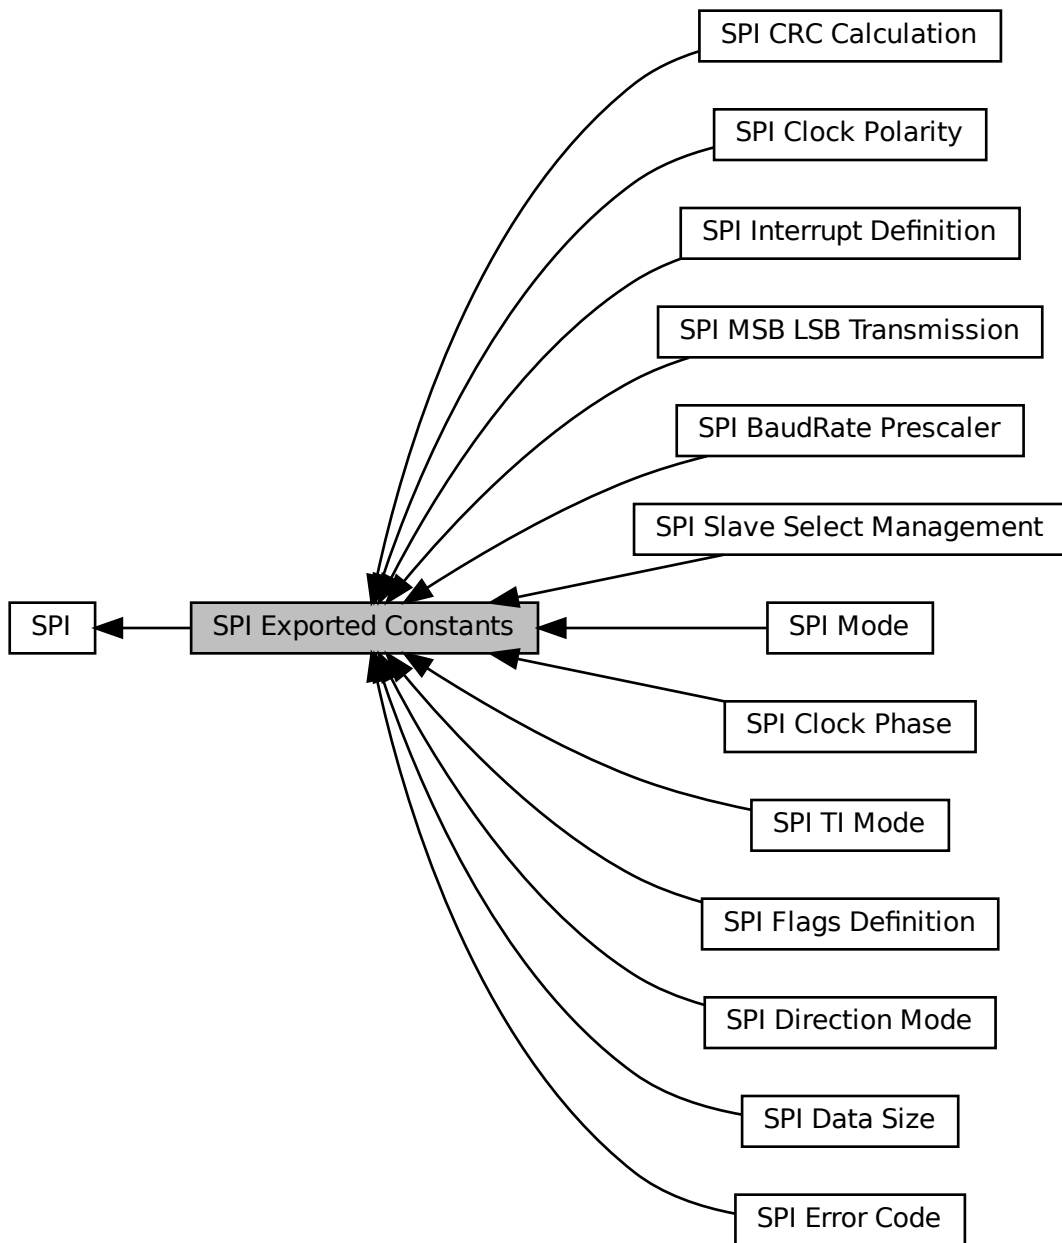 SPI CRC Calculation
SPI Clock Polarity
SPI Interrupt Definition
SPI MSB LSB Transmission
SPI BaudRate Prescaler
SPI Slave Select Management
SPI
SPI Exported Constants
SPI Mode
SPI Clock Phase
SPI TI Mode
SPI Flags Definition
SPI Direction Mode
SPI Data Size
SPI Error Code